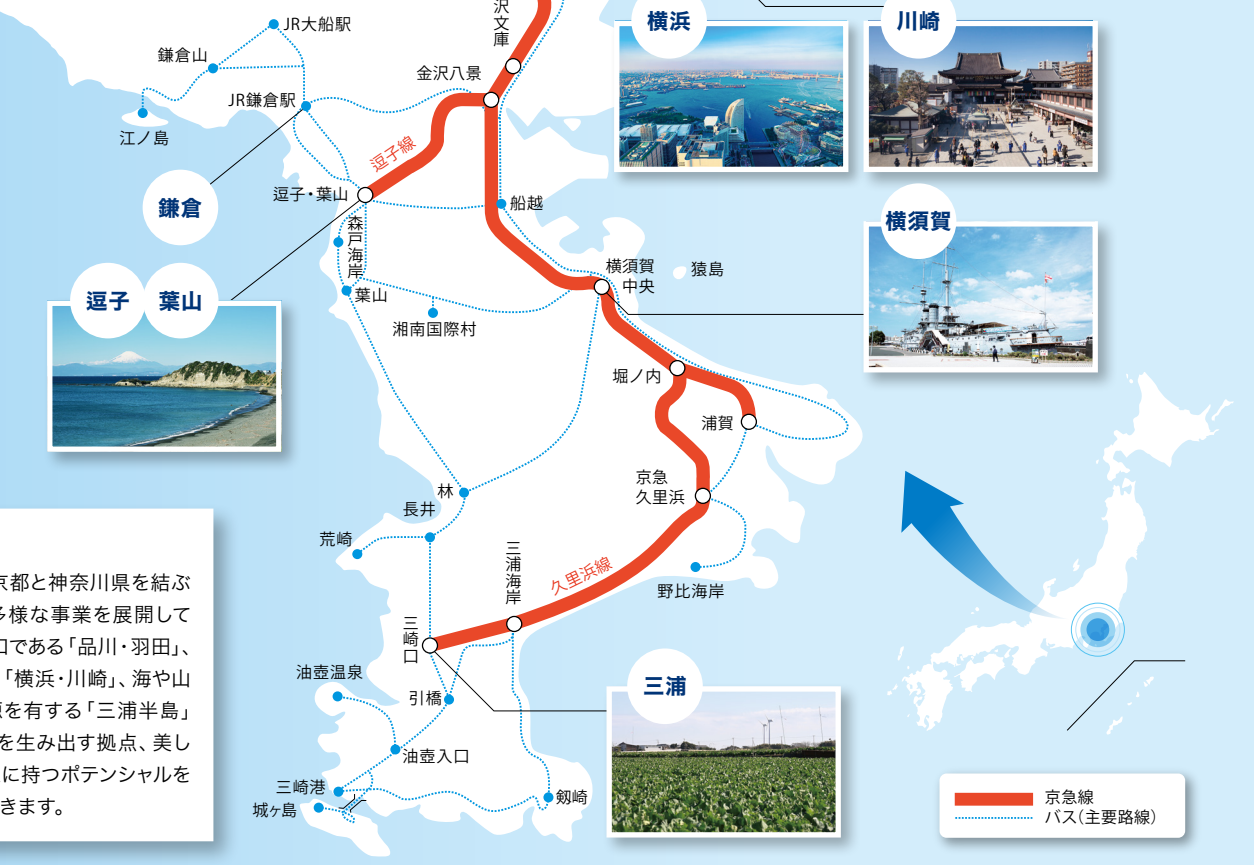 沢文庫
横浜
川崎
JR大船駅
鎌倉山
金沢八景
JR鎌倉駅
江ノ島
逗子線
逗子・葉山
船越
鎌倉
森戸海岸
横須賀
横須賀
中央
猿島
逗子
葉山
葉山
湘南国際村
堀ノ内
浦賀
京急
久里浜
林
長井
荒崎
三浦海岸
久里浜線
野比海岸
三崎口
油壺温泉
引橋
三浦
油壺入口
三崎港
城ヶ島
剱崎
京都と神奈川県を結ぶ
多様な事業を展開して
口である「品川・羽田」、
「横浜・川崎」、海や山
源を有する「三浦半島」
を生み出す拠点、美し
に持つポテンシャルを
きます。
京急線
バス(主要路線)